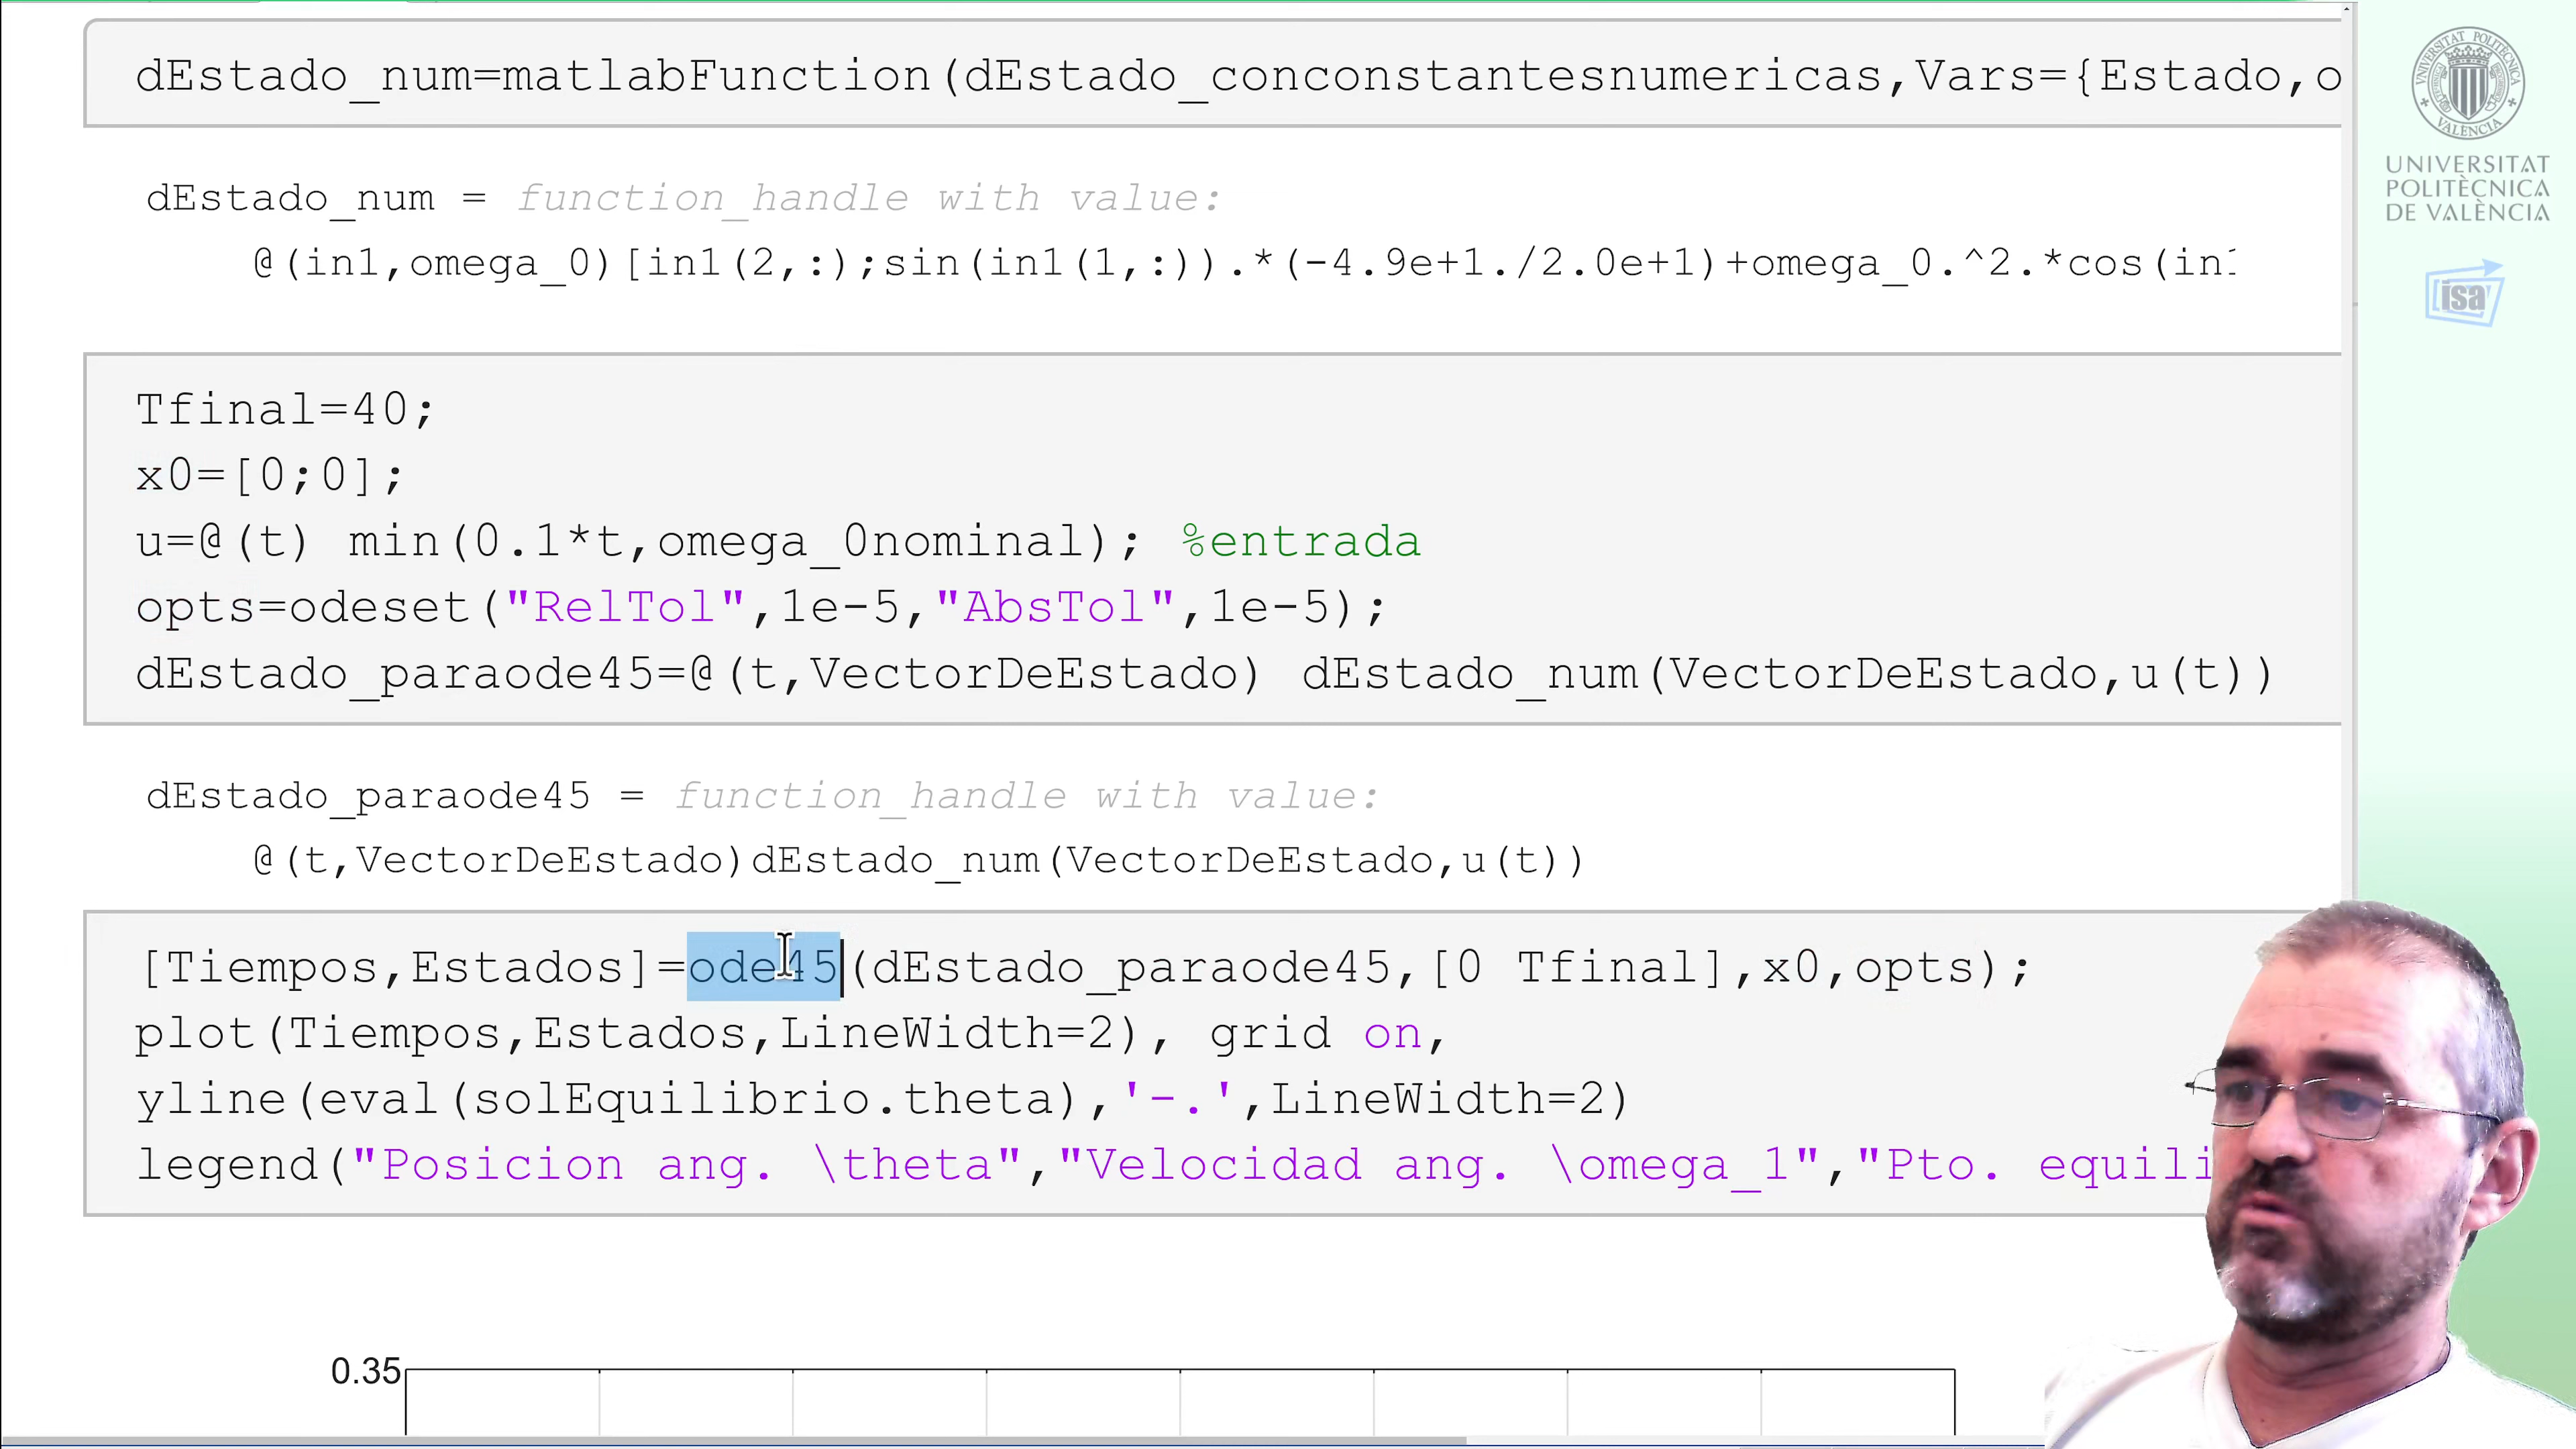 dEstado_num=matlabFunction(dEstado_conconstantesnumericas,Vars={Estado,o
dEstado_num = function_handle with value:
@(in1,omega_0)[in1(2,:);sin(in1(1,:)).*(-4.9e+1./2.0e+1)+omega_0.^2.*cos(in1
Tfinal=40;
x0=[0;0];
u=@(t) min(0.1*t,omega_0nominal); %entrada
opts=odeset("RelTol",1e-5,"AbsTol",1e-5);
dEstado_paraode45=@(t,VectorDeEstado) dEstado_num(VectorDeEstado,u(t))
dEstado_paraode45 = function_handle with value:
@(t,VectorDeEstado)dEstado_num(VectorDeEstado,u(t))
[Tiempos,Estados]=ode45(dEstado_paraode45,[0 Tfinal],x0,opts);
plot(Tiempos,Estados,LineWidth=2), grid on,
yline(eval(solEquilibrio.theta),'-.',LineWidth=2)
legend("Posicion ang. \theta","Velocidad ang. \omega_1","Pto. equili
0.35
UNIVERSITAT
POLITÈCNICA
DE VALÈNCIA
isa